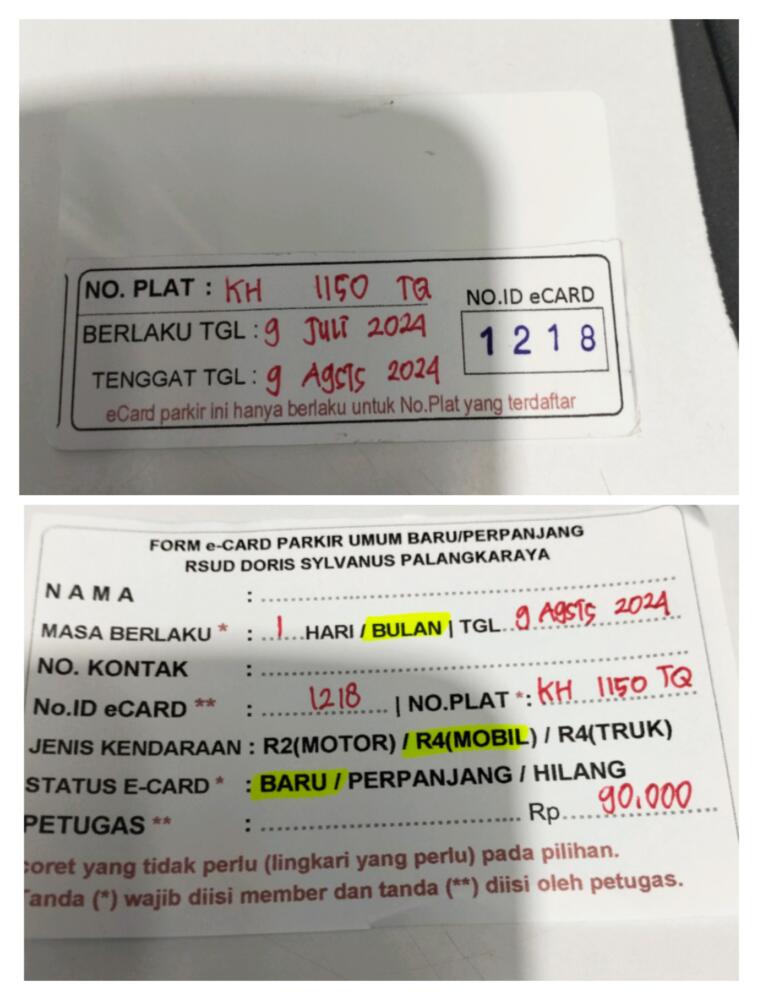 NO. PLAT : KH 1150 TQ
NO.ID eCARD
BERLAKU TGL : 9 JULI 2024
1218
TENGGAT TGL : 9 AGSTS 2024
eCard parkir ini hanya berlaku untuk No.Plat yang terdaftar
FORM e-CARD PARKIR UMUM BARU/PERPANJANG
RSUD DORIS SYLVANUS PALANGKARAYA
NAMA :
MASA BERLAKU * : 1 HARI / BULAN | TGL 9 AGSTS 2024
NO. KONTAK :
No.ID eCARD ** : 1218 | NO.PLAT *: KH 1150 TQ
JENIS KENDARAAN : R2(MOTOR) / R4(MOBIL) / R4(TRUK)
STATUS E-CARD * : BARU / PERPANJANG / HILANG
PETUGAS ** : Rp 90.000
coret yang tidak perlu (lingkari yang perlu) pada pilihan.
Tanda (*) wajib diisi member dan tanda (**) diisi oleh petugas.